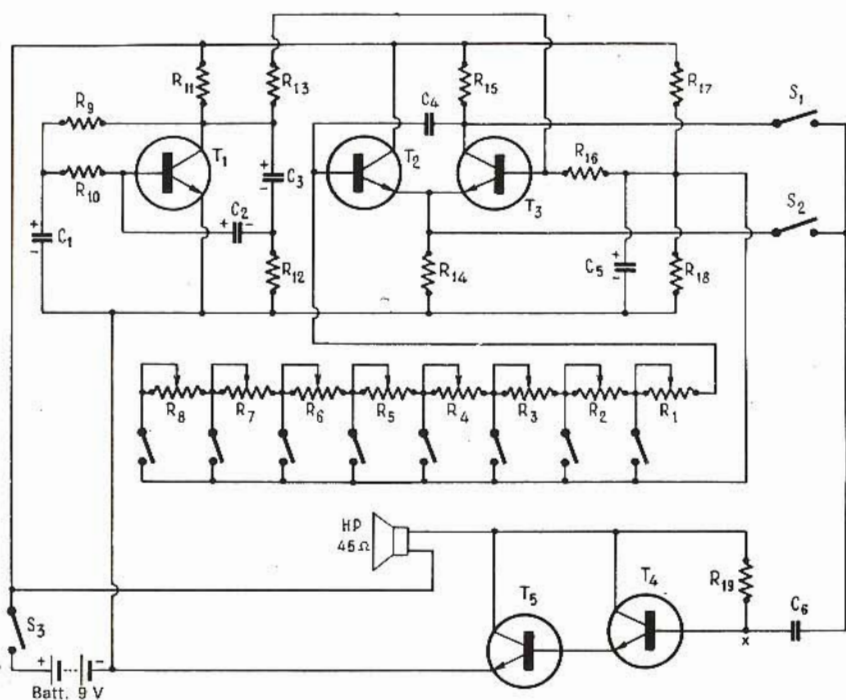 R11
R13
R15
R17
R9
C4
S1
T1
T2
R16
R10
+
-
C3
T3
C2
+ -
S2
+
-
C1
R12
R14
C5
+
-
R18
R8
R7
R6
R5
R4
R3
R2
R1
HP
45Ω
T5
T4
R19
C6
x
S3
+ -
Batt. 9 V